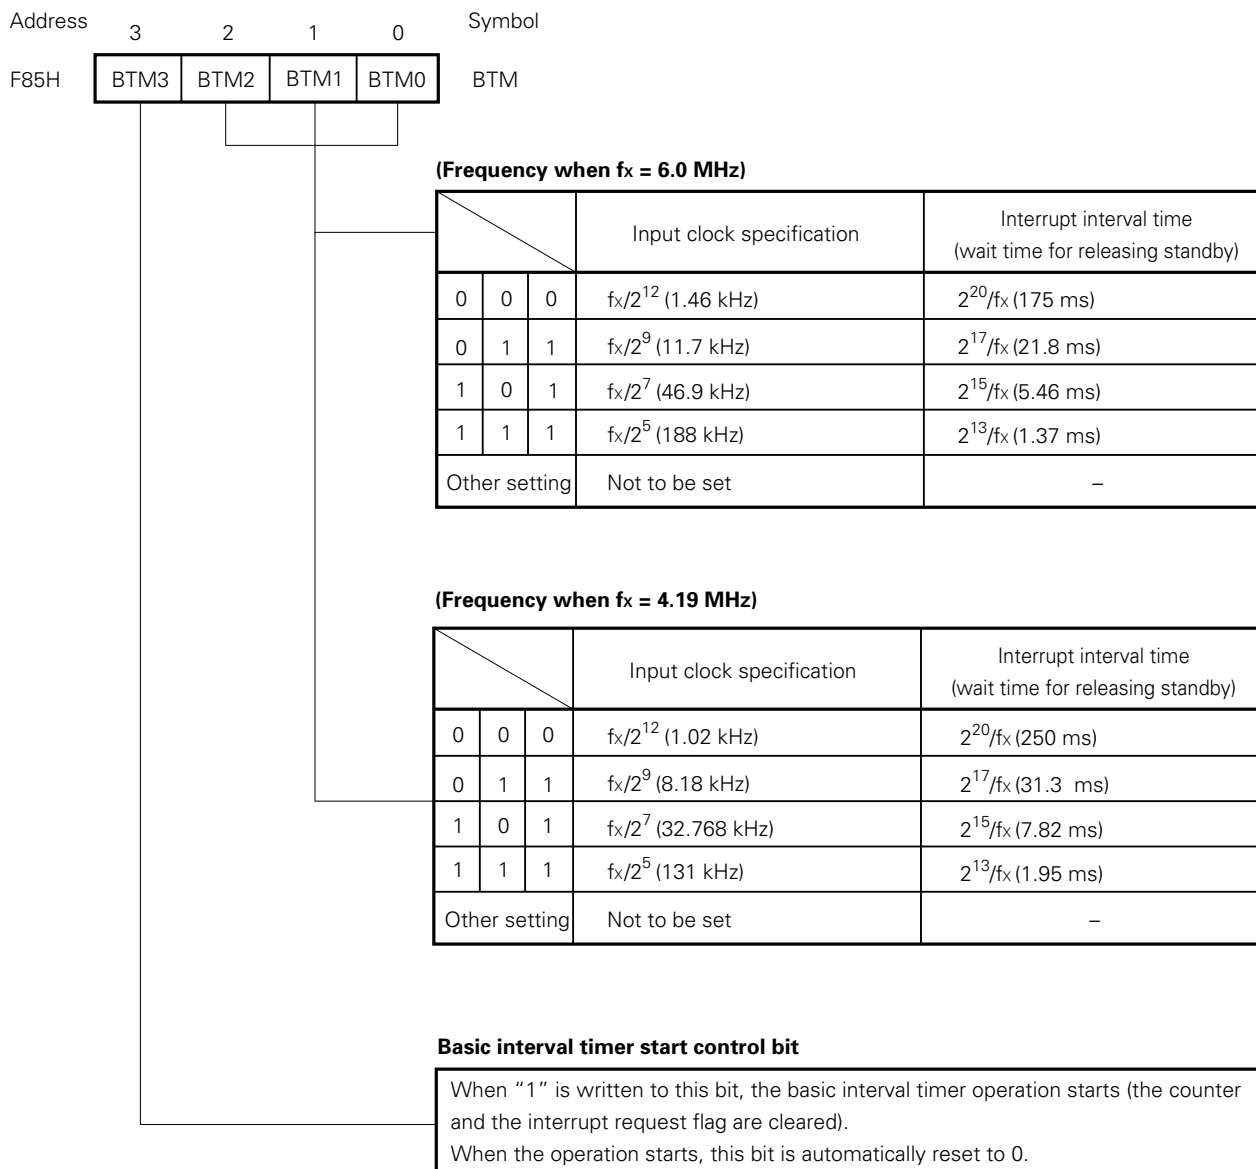 Address 3 2 1 0 Symbol
F85H BTM3 BTM2 BTM1 BTM0 BTM
(Frequency when fx = 6.0 MHz)
Input clock specification Interrupt interval time
(wait time for releasing standby)
0 0 0 fx/2^12 (1.46 kHz) 2^20/fx (175 ms)
0 1 1 fx/2^9 (11.7 kHz) 2^17/fx (21.8 ms)
1 0 1 fx/2^7 (46.9 kHz) 2^15/fx (5.46 ms)
1 1 1 fx/2^5 (188 kHz) 2^13/fx (1.37 ms)
Other setting Not to be set –
(Frequency when fx = 4.19 MHz)
Input clock specification Interrupt interval time
(wait time for releasing standby)
0 0 0 fx/2^12 (1.02 kHz) 2^20/fx (250 ms)
0 1 1 fx/2^9 (8.18 kHz) 2^17/fx (31.3 ms)
1 0 1 fx/2^7 (32.768 kHz) 2^15/fx (7.82 ms)
1 1 1 fx/2^5 (131 kHz) 2^13/fx (1.95 ms)
Other setting Not to be set –
Basic interval timer start control bit
When “1” is written to this bit, the basic interval timer operation starts (the counter
and the interrupt request flag are cleared).
When the operation starts, this bit is automatically reset to 0.